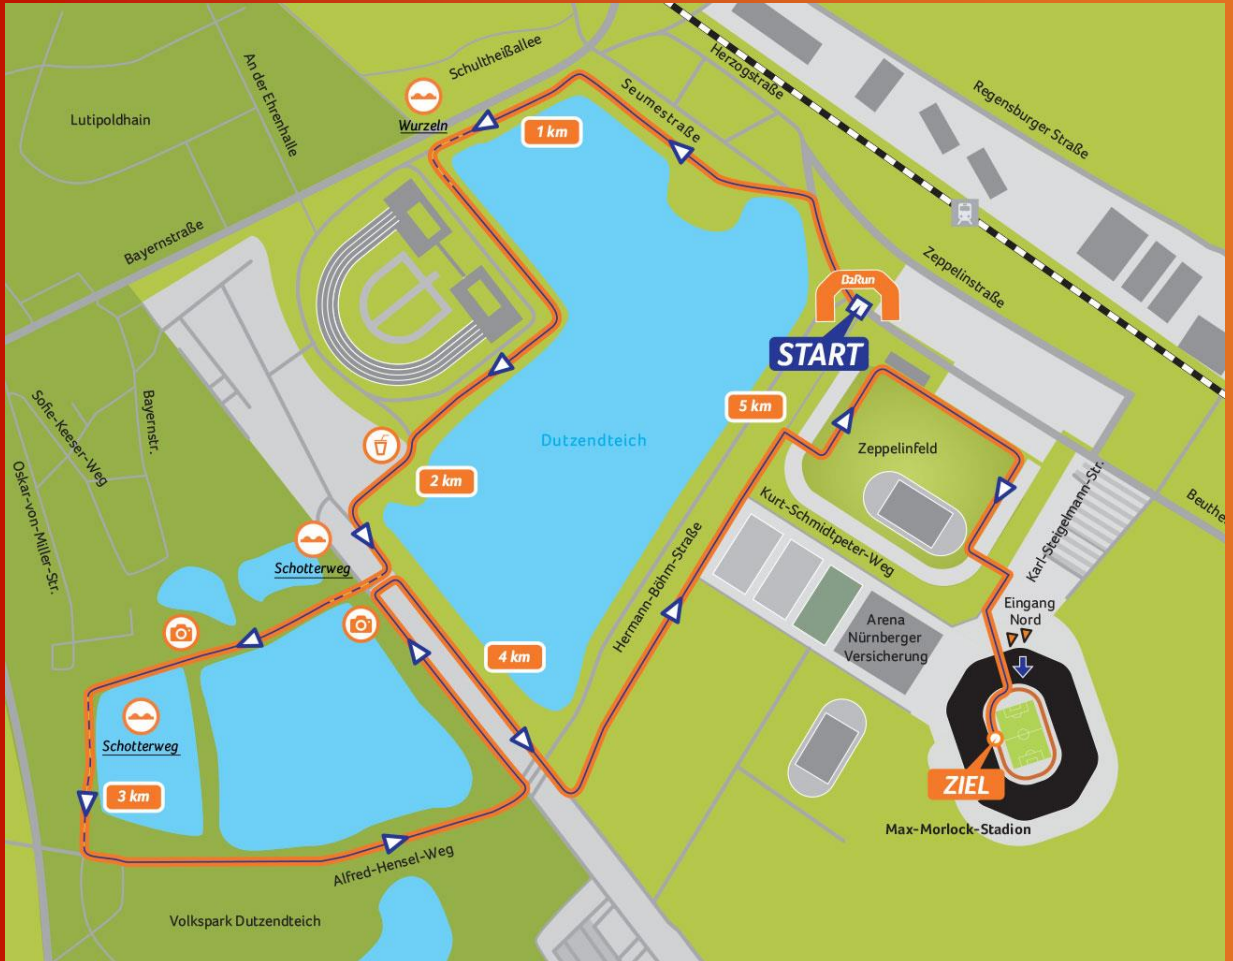 Schultheißallee
Herzogstraße
Regensburger Straße
An der Ehrenhalle
Seumestraße
Lutipoldhain
Wurzeln
1 km
Bayernstraße
Zeppelinstraße
D2Run
START
Bayernstr.
Sofie-Keeser-Weg
5 km
Dutzendteich
Zeppelinfeld
Oskar-von-Miller-Str.
2 km
Karl-Steigelmann-Str.
Beuthe
Kurt-Schmidtpeter-Weg
Schotterweg
Hermann-Böhm-Straße
Eingang
Nord
Arena
Nürnberger
Versicherung
4 km
Schotterweg
3 km
ZIEL
Max-Morlock-Stadion
Alfred-Hensel-Weg
Volkspark Dutzendteich